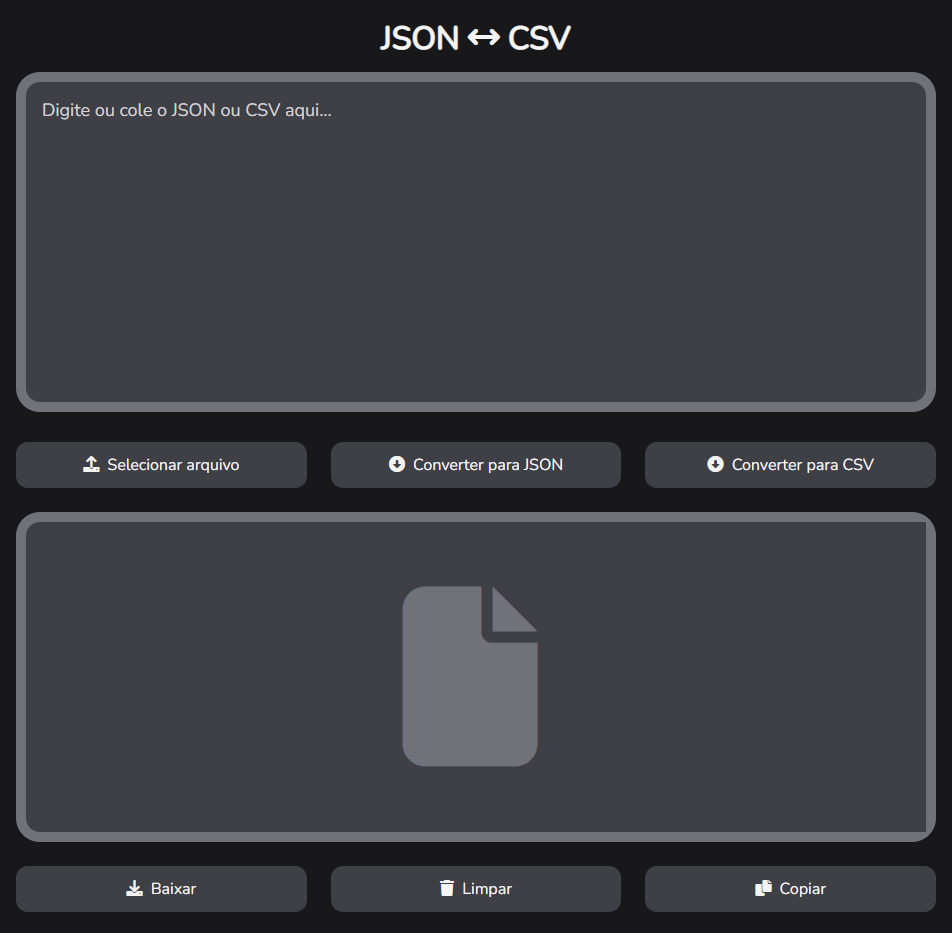 JSON ↔ CSV
Digite ou cole o JSON ou CSV aqui...
Selecionar arquivo
Converter para JSON
Converter para CSV
Baixar
Limpar
Copiar